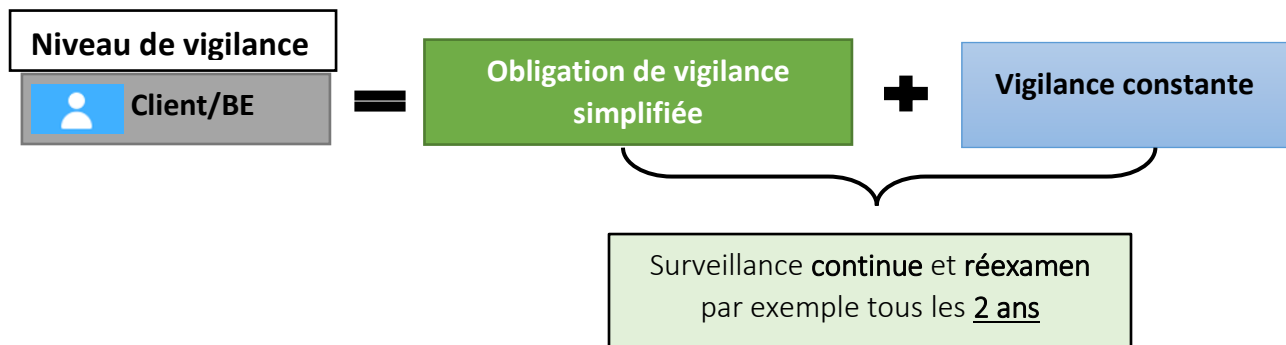 Niveau de vigilance
Client/BE
=
Obligation de vigilance
simplifiée
+
Vigilance constante
Surveillance continue et réexamen
par exemple tous les 2 ans